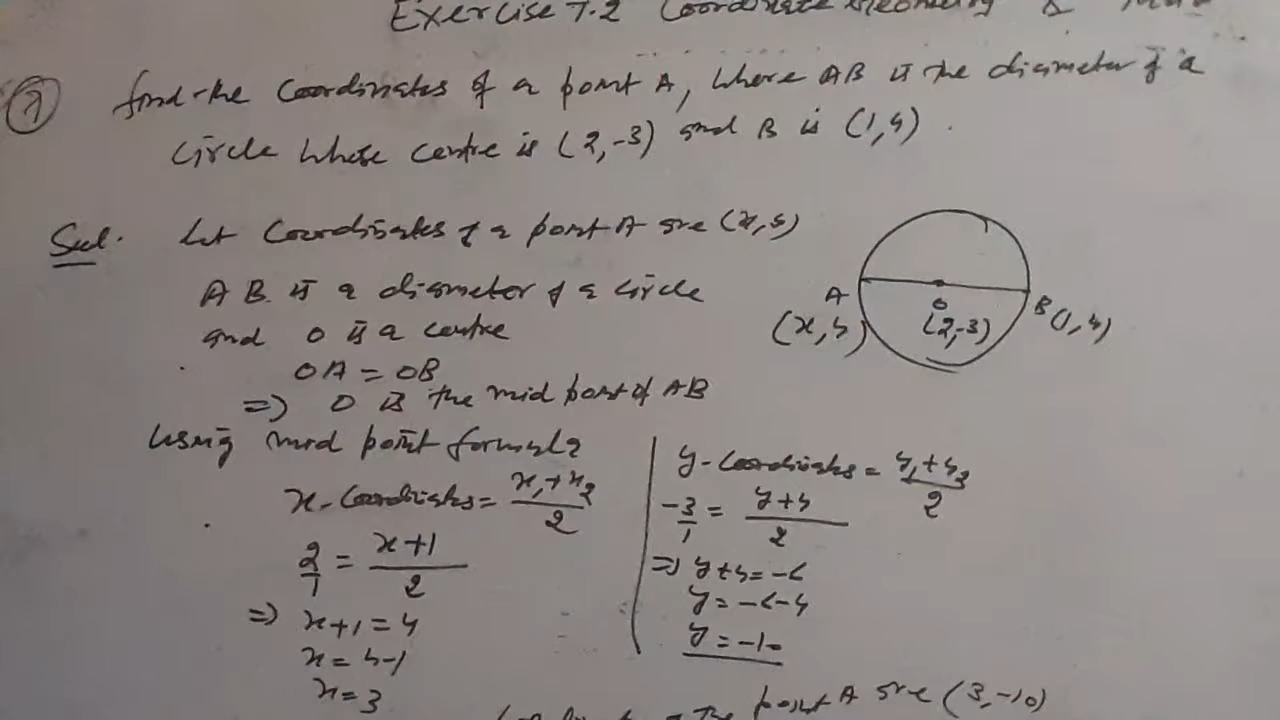 Exercise 7.2 Coordinate Geometry &
7 find the coordinates of a point A, where AB is the diameter of a
circle whose centre is (2,-3) and B is (1,4).
Sol. Let coordinates of a point A are (x,y)
AB is a diameter of a circle
and O is a centre
OA = OB
=> O is the mid point of AB
A
(x,y)
O
(2,-3)
B(1,4)
Using mid point formula
x-coordinates = x₁+x₂/2
2/1 = x+1/2
=> x+1=4
x=4-1
x=3
y-coordinates = y₁+y₂/2
-3/1 = y+4/2
=> y+4=-6
y=-6-4
y=-10
the point A are (3,-10)